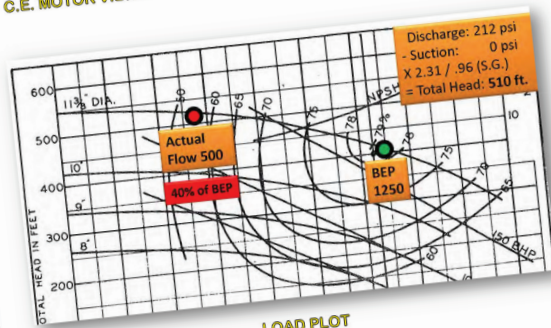 C.E. MOTOR
Discharge: 212 psi
- Suction: 0 psi
X 2.31 / .96 (S.G.)
= Total Head: 510 ft.
600
500
400
300
200
TOTAL HEAD IN FEET
11⅜" DIA.
10"
9"
8"
50
60
65
70
75
78
79%
78
75
70
65
60
NPSH
10
150 BHP
Actual
Flow 500
40% of BEP
BEP
1250
LOAD PLOT